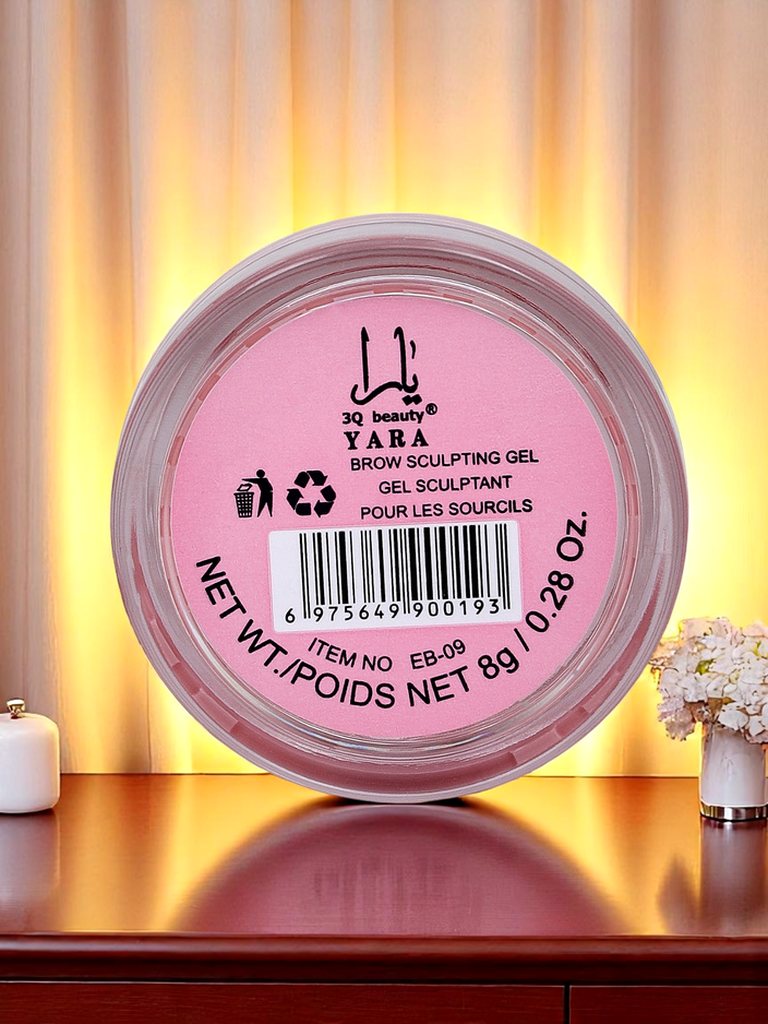 يارا
3Q beauty®
YARA
BROW SCULPTING GEL
GEL SCULPTANT
POUR LES SOURCILS
6 975649 900193
ITEM NO EB-09
NET WT./POIDS NET 8g / 0.28 Oz.